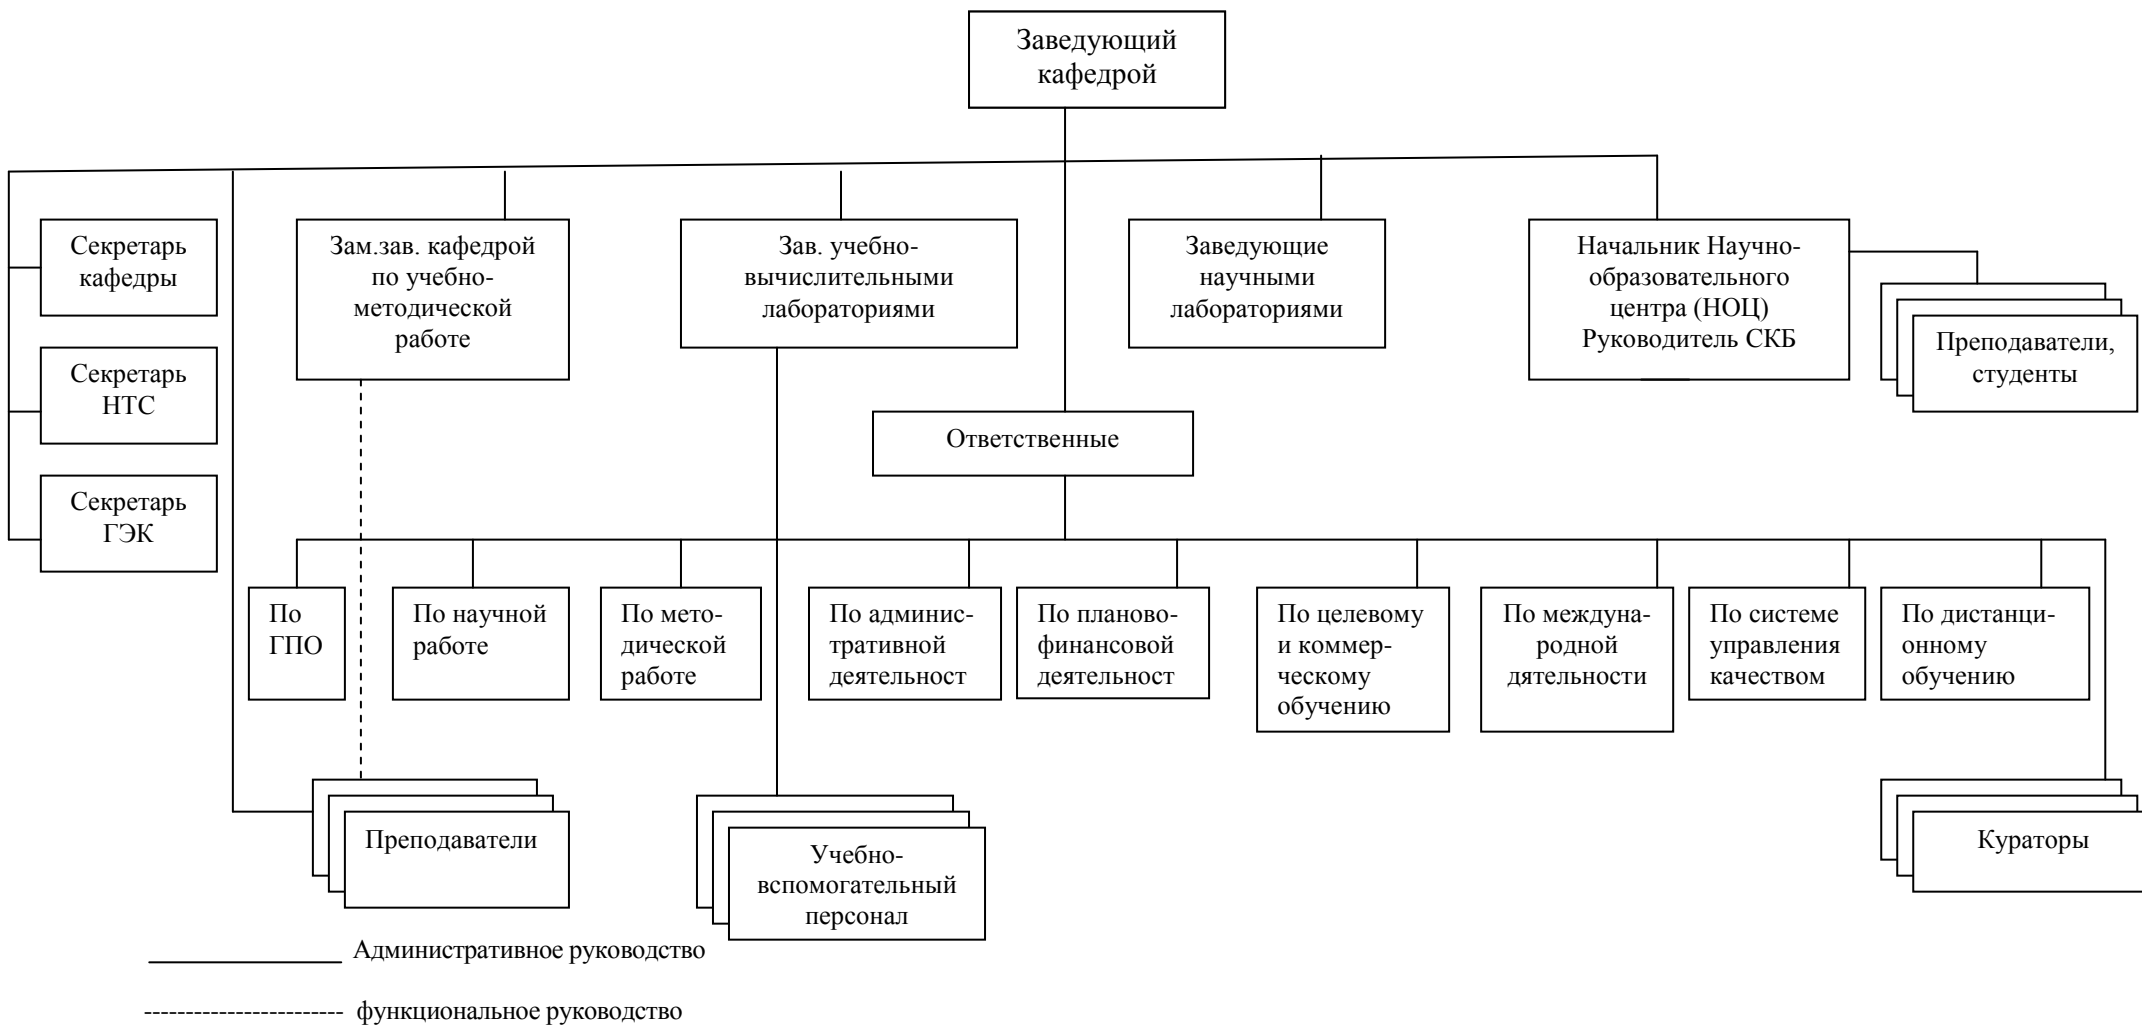 Заведующий
кафедрой
Секретарь
кафедры
Зам.зав. кафедрой
по учебно-
методической
работе
Зав. учебно-
вычислительными
лабораториями
Заведующие
научными
лабораториями
Начальник Научно-
образовательного
центра (НОЦ)
Руководитель СКБ
Преподаватели,
студенты
Секретарь
НТС
Секретарь
ГЭК
Ответственные
По
ГПО
По научной
работе
По мето-
дической
работе
По админис-
тративной
деятельност
По планово-
финансовой
деятельност
По целевому
и коммер-
ческому
обучению
По междуна-
родной
дятельности
По системе
управления
качеством
По дистанци-
онному
обучению
Преподаватели
Учебно-
вспомогательный
персонал
Кураторы
Административное руководство
функциональное руководство